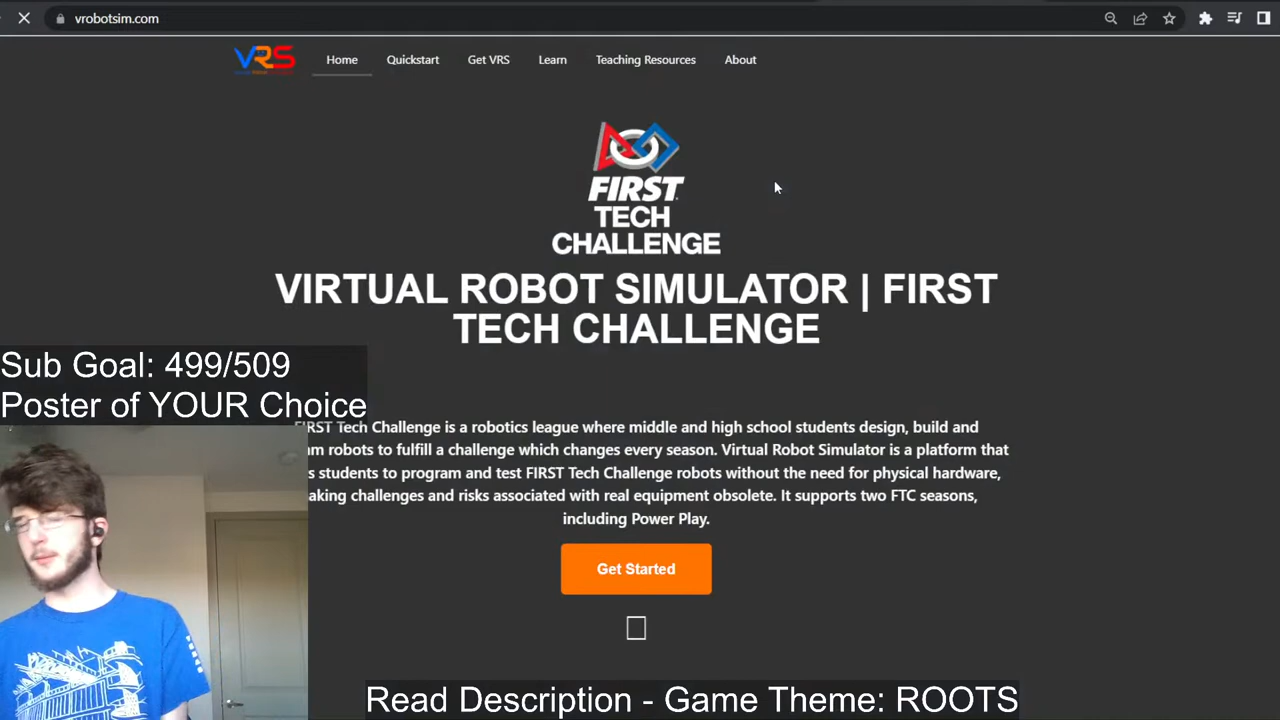 vrobotsim.com
VRS
Home Quickstart Get VRS Learn Teaching Resources About
FIRST
TECH
CHALLENGE
VIRTUAL ROBOT SIMULATOR | FIRST
TECH CHALLENGE
Sub Goal: 499/509
Poster of YOUR Choice
FIRST Tech Challenge is a robotics league where middle and high school students design, build and
robots to fulfill a challenge which changes every season. Virtual Robot Simulator is a platform that
students to program and test FIRST Tech Challenge robots without the need for physical hardware,
challenges and risks associated with real equipment obsolete. It supports two FTC seasons,
including Power Play.
Get Started
Read Description - Game Theme: ROOTS